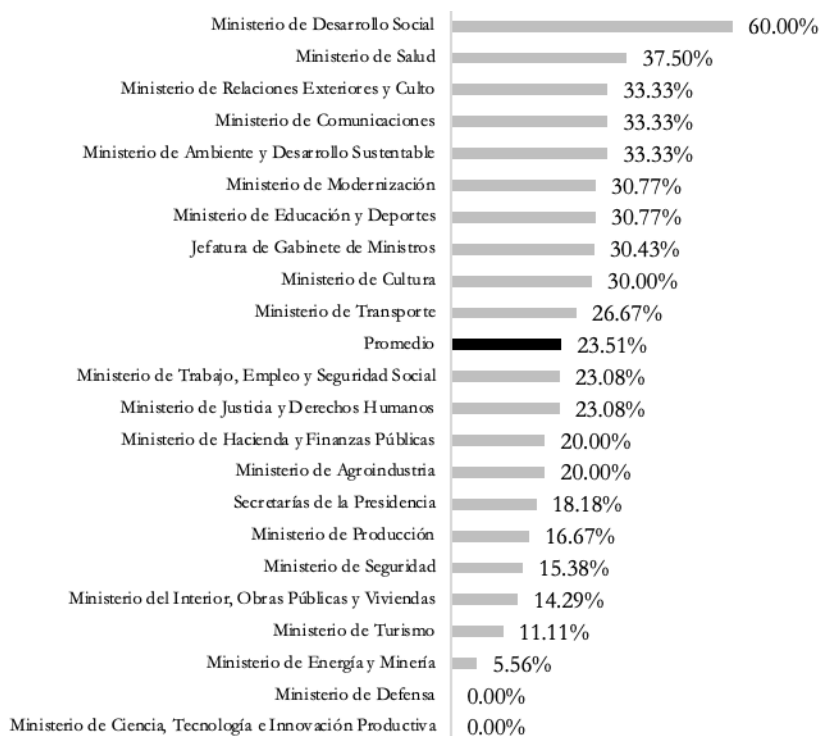 Ministerio de Desarrollo Social 60.00%
Ministerio de Salud 37.50%
Ministerio de Relaciones Exteriores y Culto 33.33%
Ministerio de Comunicaciones 33.33%
Ministerio de Ambiente y Desarrollo Sustentable 33.33%
Ministerio de Modernización 30.77%
Ministerio de Educación y Deportes 30.77%
Jefatura de Gabinete de Ministros 30.43%
Ministerio de Cultura 30.00%
Ministerio de Transporte 26.67%
Promedio 23.51%
Ministerio de Trabajo, Empleo y Seguridad Social 23.08%
Ministerio de Justicia y Derechos Humanos 23.08%
Ministerio de Hacienda y Finanzas Públicas 20.00%
Ministerio de Agroindustria 20.00%
Secretarías de la Presidencia 18.18%
Ministerio de Producción 16.67%
Ministerio de Seguridad 15.38%
Ministerio del Interior, Obras Públicas y Viviendas 14.29%
Ministerio de Turismo 11.11%
Ministerio de Energía y Minería 5.56%
Ministerio de Defensa 0.00%
Ministerio de Ciencia, Tecnología e Innovación Productiva 0.00%